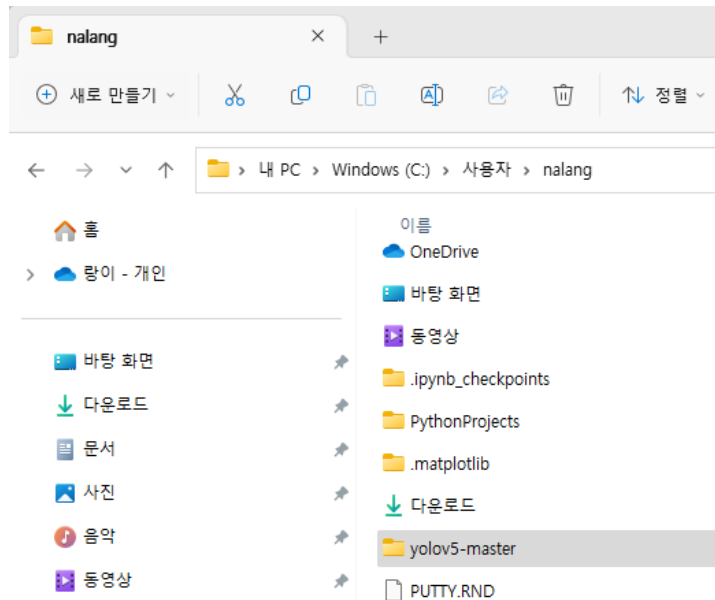 nalang
새로 만들기
정렬
내 PC > Windows (C:) > 사용자 > nalang
홈
랑이 - 개인
바탕 화면
다운로드
문서
사진
음악
동영상
이름
OneDrive
바탕 화면
동영상
.ipynb_checkpoints
PythonProjects
.matplotlib
다운로드
yolov5-master
PUTTY.RND